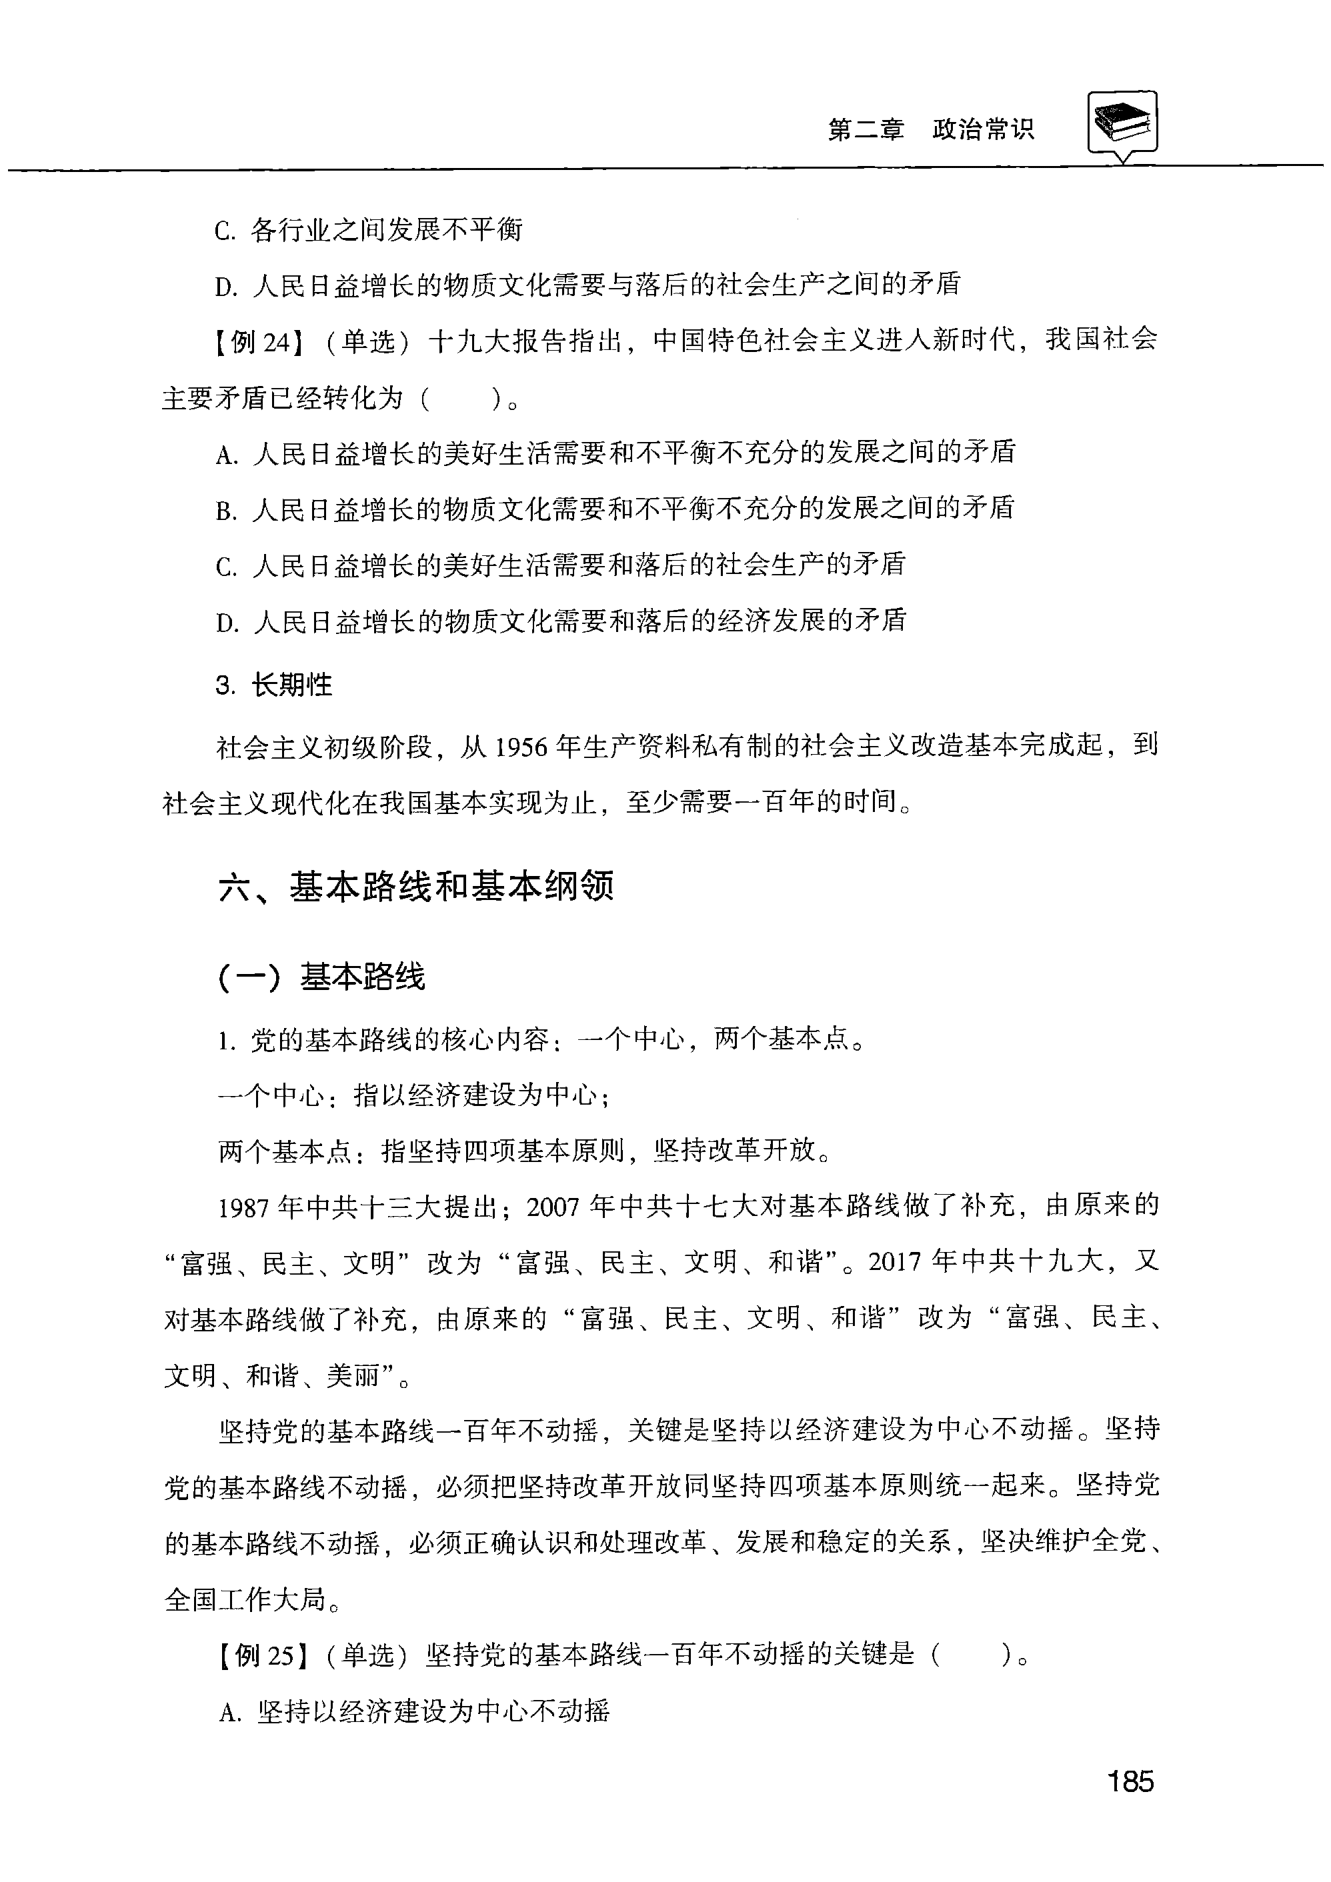 第二章 政治常识
C. 各行业之间发展不平衡
D. 人民日益增长的物质文化需要与落后的社会生产之间的矛盾
【例 24】（单选）十九大报告指出，中国特色社会主义进入新时代，我国社会
主要矛盾已经转化为（　　）。
A. 人民日益增长的美好生活需要和不平衡不充分的发展之间的矛盾
B. 人民日益增长的物质文化需要和不平衡不充分的发展之间的矛盾
C. 人民日益增长的美好生活需要和落后的社会生产的矛盾
D. 人民日益增长的物质文化需要和落后的经济发展的矛盾
3. 长期性
社会主义初级阶段，从 1956 年生产资料私有制的社会主义改造基本完成起，到
社会主义现代化在我国基本实现为止，至少需要一百年的时间。
六、基本路线和基本纲领
（一）基本路线
1. 党的基本路线的核心内容：一个中心，两个基本点。
一个中心：指以经济建设为中心；
两个基本点：指坚持四项基本原则，坚持改革开放。
1987 年中共十三大提出；2007 年中共十七大对基本路线做了补充，由原来的
“富强、民主、文明”改为“富强、民主、文明、和谐”。2017 年中共十九大，又
对基本路线做了补充，由原来的“富强、民主、文明、和谐”改为“富强、民主、
文明、和谐、美丽”。
坚持党的基本路线一百年不动摇，关键是坚持以经济建设为中心不动摇。坚持
党的基本路线不动摇，必须把坚持改革开放同坚持四项基本原则统一起来。坚持党
的基本路线不动摇，必须正确认识和处理改革、发展和稳定的关系，坚决维护全党、
全国工作大局。
【例 25】（单选）坚持党的基本路线一百年不动摇的关键是（　　）。
A. 坚持以经济建设为中心不动摇
185